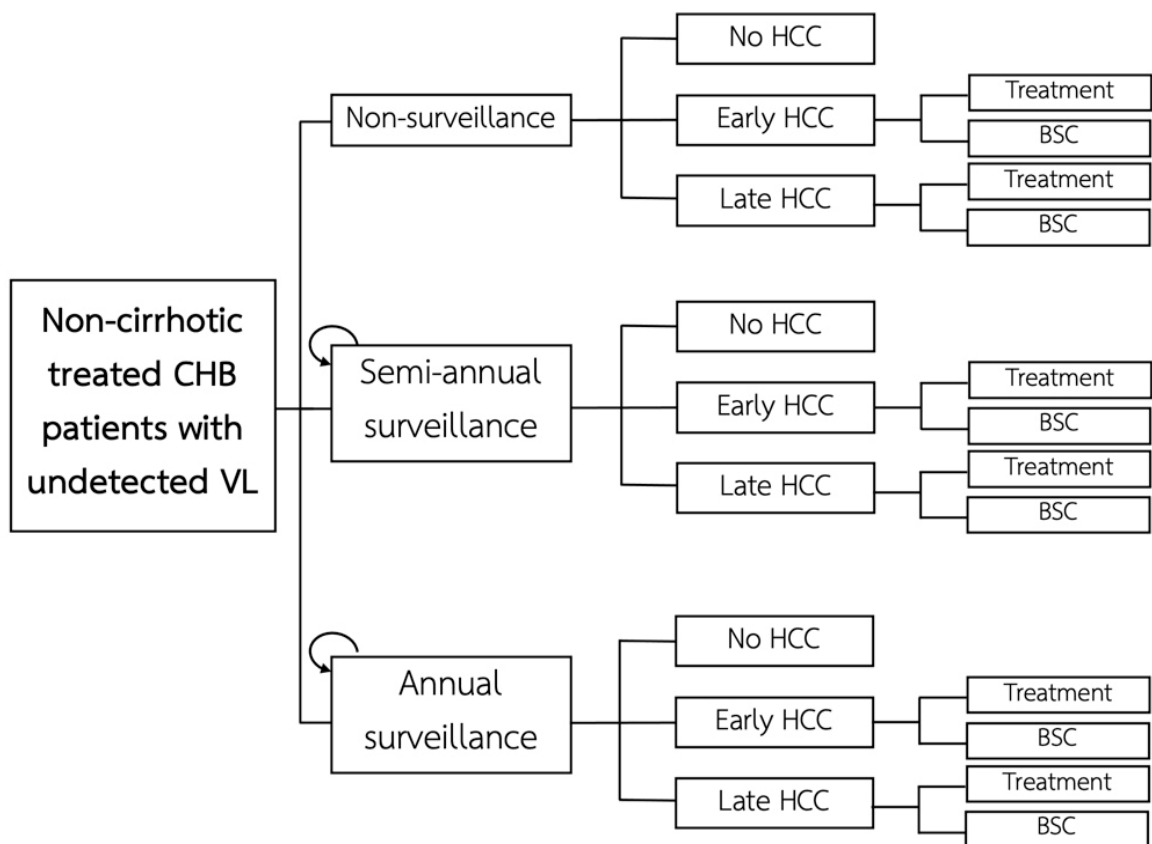 Non-cirrhotic
treated CHB
patients with
undetected VL
Non-surveillance
No HCC
Early HCC
Treatment
BSC
Late HCC
Treatment
BSC
Semi-annual
surveillance
No HCC
Early HCC
Treatment
BSC
Late HCC
Treatment
BSC
Annual
surveillance
No HCC
Early HCC
Treatment
BSC
Late HCC
Treatment
BSC